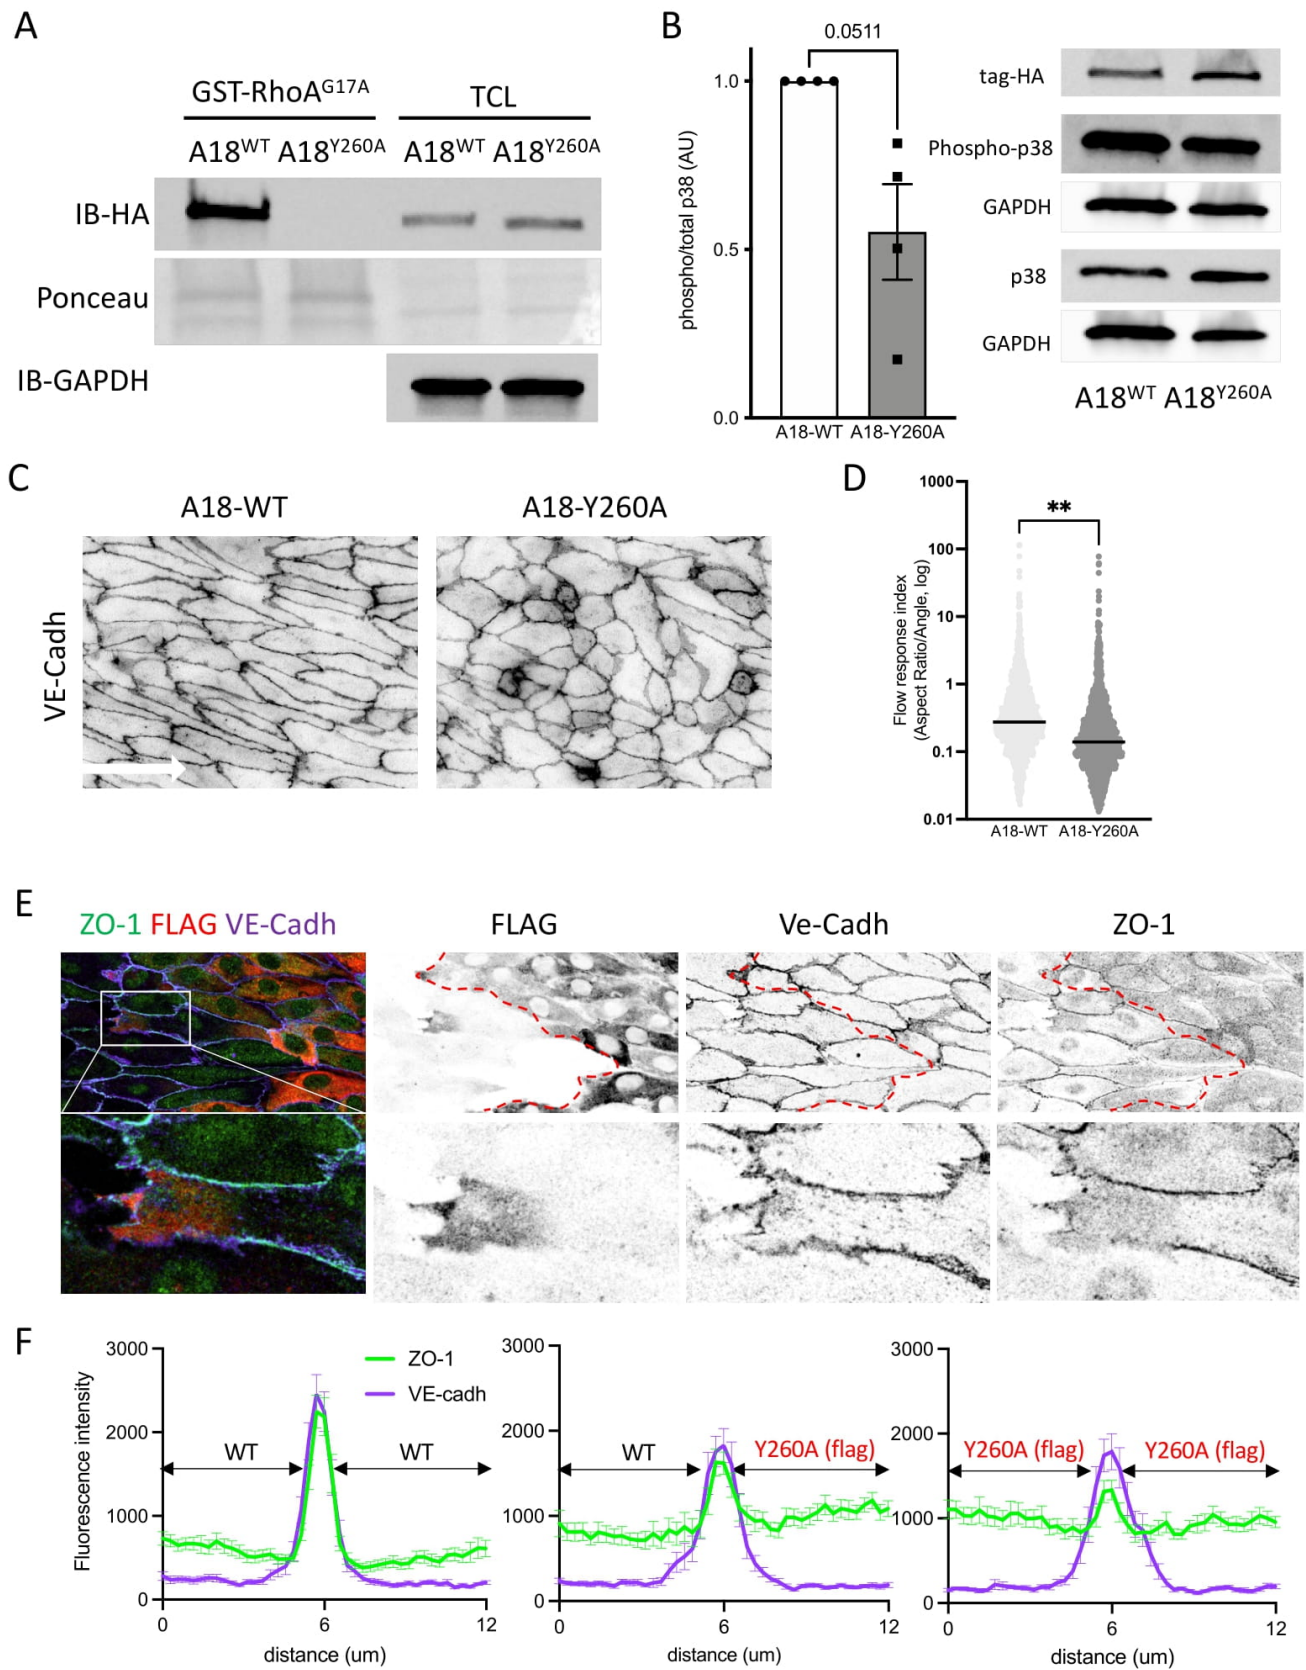 A
GST-RhoA^G17A TCL
A18^WT A18^Y260A A18^WT A18^Y260A
IB-HA
Ponceau
IB-GAPDH
B
0.0511
1.0
0.5
0.0
phospho/total p38 (AU)
A18-WT A18-Y260A
tag-HA
Phospho-p38
GAPDH
p38
GAPDH
A18^WT A18^Y260A
C
A18-WT A18-Y260A
VE-Cadh
D
**
1000
100
10
1
0.1
0.01
Flow response index
(Aspect Ratio/Angle, log)
A18-WT A18-Y260A
E
ZO-1 FLAG VE-Cadh FLAG Ve-Cadh ZO-1
F
3000
2000
1000
0
Fluorescence intensity
ZO-1
VE-cadh
WT WT
0 6 12
distance (um)
3000
2000
1000
0
WT Y260A (flag)
0 6 12
distance (um)
3000
2000
1000
0
Y260A (flag) Y260A (flag)
0 6 12
distance (um)